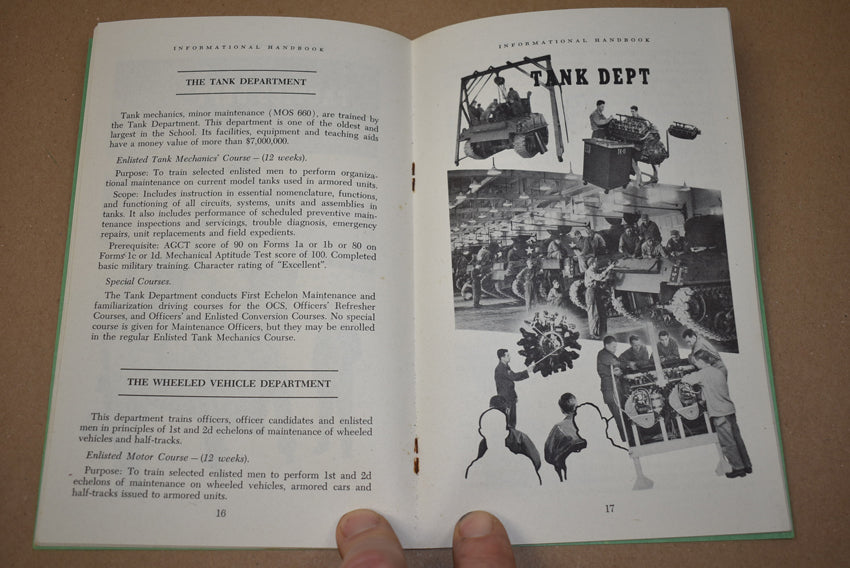 INFORMATIONAL HANDBOOK
THE TANK DEPARTMENT
Tank mechanics, minor maintenance (MOS 660), are trained by
the Tank Department. This department is one of the oldest and
largest in the School. Its facilities, equipment and teaching aids
have a money value of more than $7,000,000.
Enlisted Tank Mechanics' Course — (12 weeks).
Purpose: To train selected enlisted men to perform organiza-
tional maintenance on current model tanks used in armored units.
Scope: Includes instruction in essential nomenclature, functions,
and functioning of all circuits, systems, units and assemblies in
tanks. It also includes performance of scheduled preventive main-
tenance inspections and servicings, trouble diagnosis, emergency
repairs, unit replacements and field expedients.
Prerequisite: AGCT score of 90 on Forms 1a or 1b or 80 on
Forms 1c or 1d. Mechanical Aptitude Test score of 100. Completed
basic military training. Character rating of "Excellent".
Special Courses.
The Tank Department conducts First Echelon Maintenance and
familiarization driving courses for the OCS, Officers' Refresher
Courses, and Officers' and Enlisted Conversion Courses. No special
course is given for Maintenance Officers, but they may be enrolled
in the regular Enlisted Tank Mechanics Course.
THE WHEELED VEHICLE DEPARTMENT
This department trains officers, officer candidates and enlisted
men in principles of 1st and 2d echelons of maintenance of wheeled
vehicles and half-tracks.
Enlisted Motor Course — (12 weeks).
Purpose: To train selected enlisted men to perform 1st and 2d
echelons of maintenance on wheeled vehicles, armored cars and
half-tracks issued to armored units.
16
INFORMATIONAL HANDBOOK
TANK DEPT
17